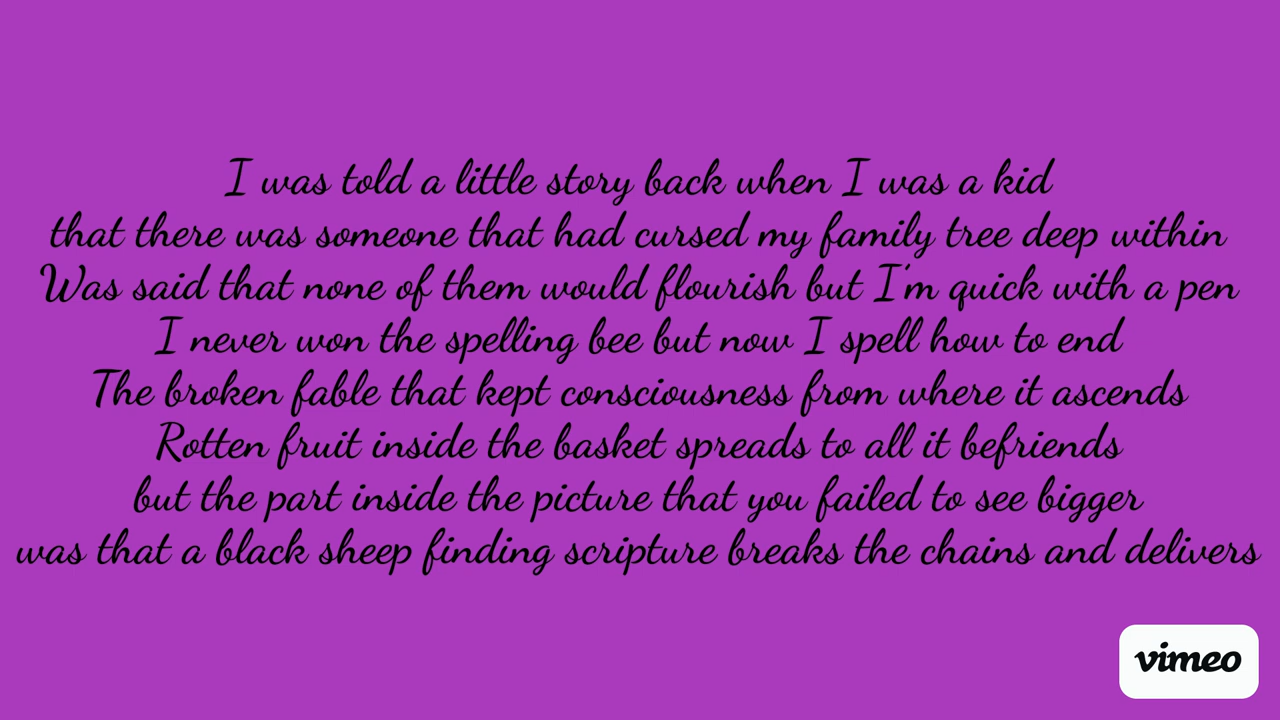 I was told a little story back when I was a kid
that there was someone that had cursed my family tree deep within
Was said that none of them would flourish but I'm quick with a pen
I never won the spelling bee but now I spell how to end
The broken fable that kept consciousness from where it ascends
Rotten fruit inside the basket spreads to all it befriends
but the part inside the picture that you failed to see bigger
was that a black sheep finding scripture breaks the chains and delivers
vimeo